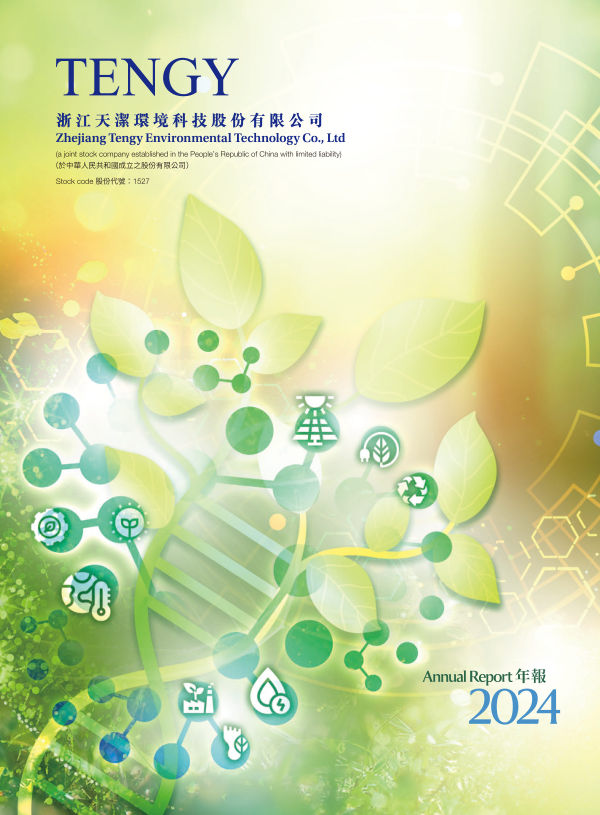 TENGY
浙江天潔環境科技股份有限公司
Zhejiang Tengy Environmental Technology Co., Ltd
(a joint stock company established in the People's Republic of China with limited liability)
(於中華人民共和國成立之股份有限公司)
Stock code 股份代號：1527
Annual Report 年報
2024